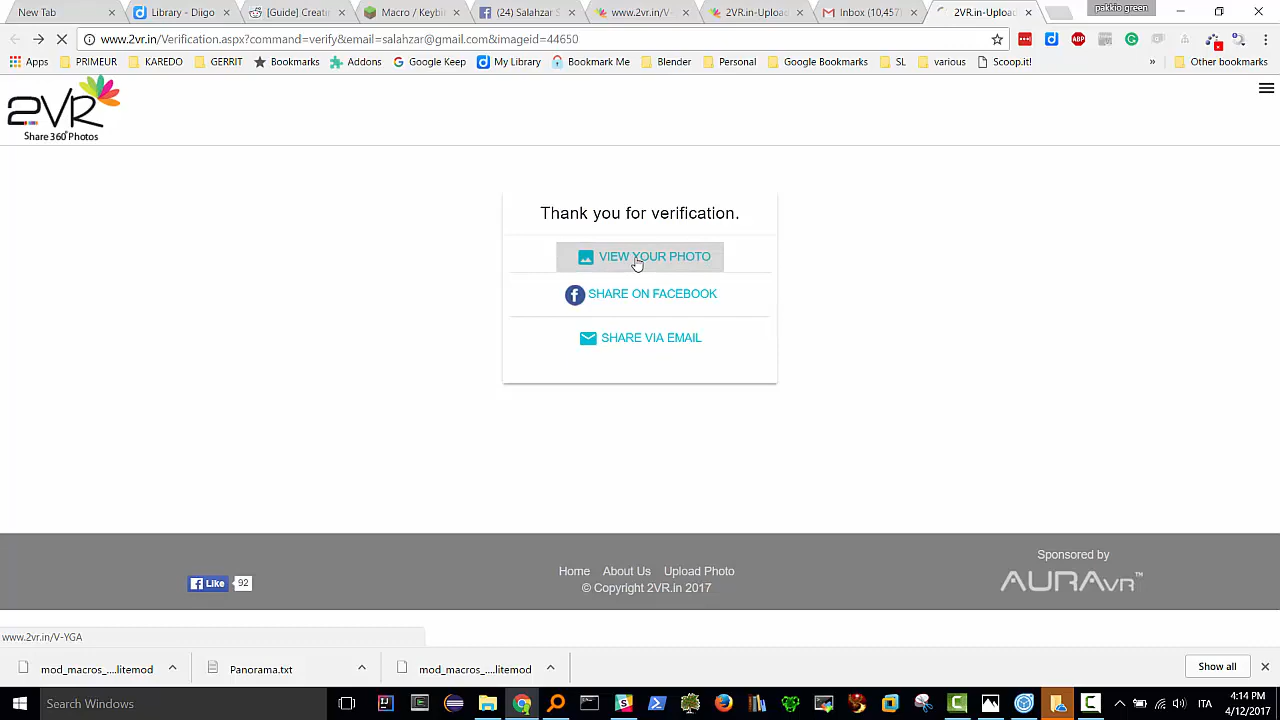 New Tab
Library - Diigo
[Guide] Creatin
Macro / Keybin
(24) Salahzar S
www.2vr.in/V-
2VR.in-Upload
Inbox (10,457)
2VR.in-Upload
pakkio green
www.2vr.in/Verification.aspx?command=verify&email=salahzar@gmail.com&imageid=44650
Apps PRIMEUR KAREDO GERRIT Bookmarks Addons Google Keep My Library Bookmark Me Blender Personal Google Bookmarks SL various Scoop.it! » Other bookmarks
2VR
Share 360° Photos
Thank you for verification.
VIEW YOUR PHOTO
SHARE ON FACEBOOK
SHARE VIA EMAIL
Sponsored by
AURAVR™
Like 92
Home About Us Upload Photo
© Copyright 2VR.in 2017
www.2vr.in/V-YGA
mod_macros_....litemod
Panorama.txt
mod_macros_....litemod
Show all
Search Windows
ITA
4:14 PM
4/12/2017